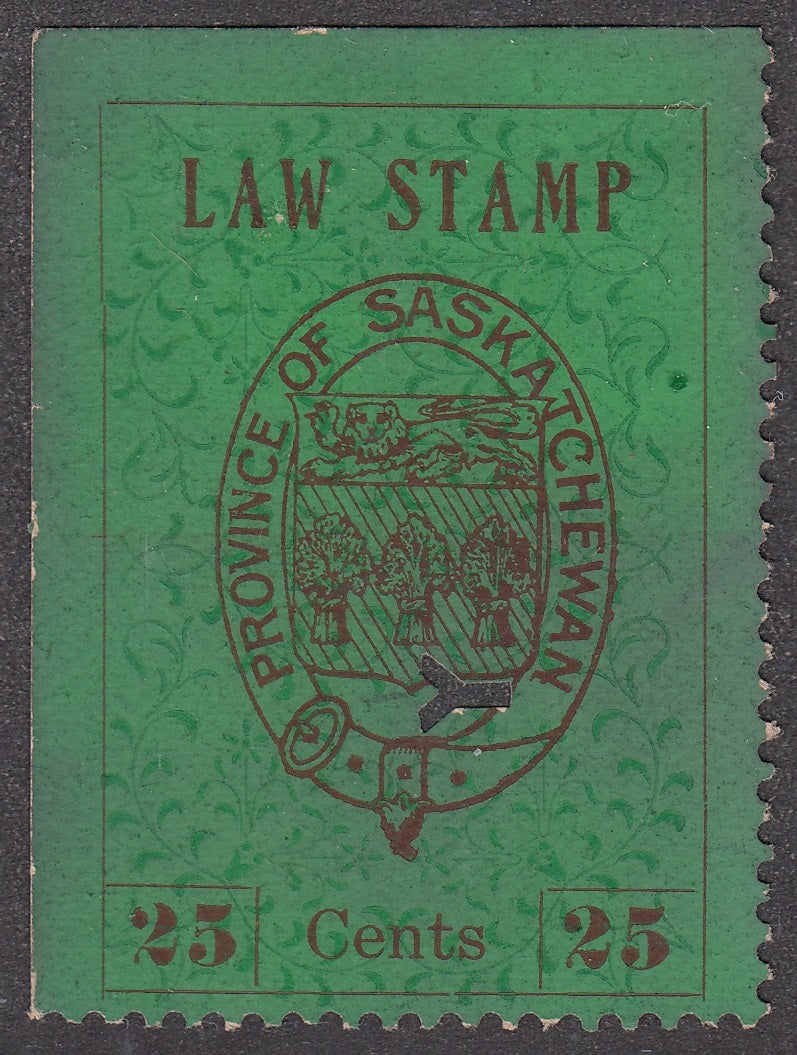 LAW STAMP
PROVINCE OF SASKATCHEWAN
25 Cents 25